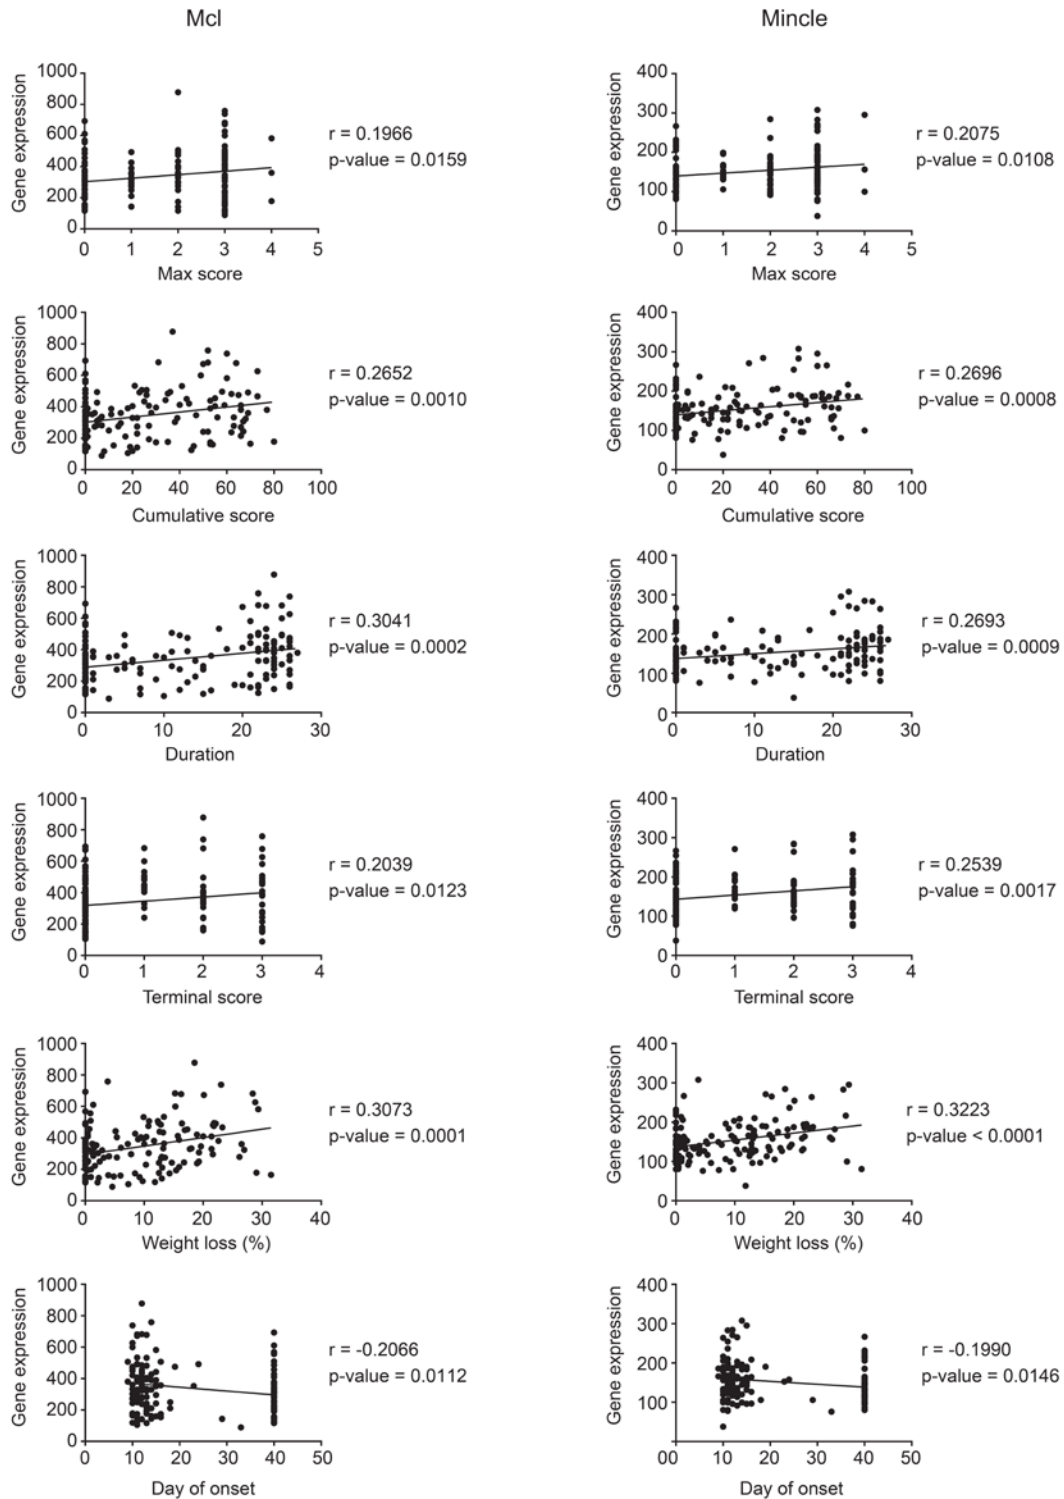 Mcl
Mincle
Gene expression
1000
800
600
400
200
0
0 1 2 3 4 5
Max score
r = 0.1966
p-value = 0.0159
Gene expression
400
300
200
100
0
0 1 2 3 4 5
Max score
r = 0.2075
p-value = 0.0108
Gene expression
1000
800
600
400
200
0
0 20 40 60 80 100
Cumulative score
r = 0.2652
p-value = 0.0010
Gene expression
400
300
200
100
0
0 20 40 60 80 100
Cumulative score
r = 0.2696
p-value = 0.0008
Gene expression
1000
800
600
400
200
0
0 10 20 30
Duration
r = 0.3041
p-value = 0.0002
Gene expression
400
300
200
100
0
0 10 20 30
Duration
r = 0.2693
p-value = 0.0009
Gene expression
1000
800
600
400
200
0
0 1 2 3 4
Terminal score
r = 0.2039
p-value = 0.0123
Gene expression
400
300
200
100
0
0 1 2 3 4
Terminal score
r = 0.2539
p-value = 0.0017
Gene expression
1000
800
600
400
200
0
0 10 20 30 40
Weight loss (%)
r = 0.3073
p-value = 0.0001
Gene expression
400
300
200
100
0
00 10 20 30 40
Weight loss (%)
r = 0.3223
p-value < 0.0001
Gene expression
1000
800
600
400
200
0
0 10 20 30 40 50
Day of onset
r = -0.2066
p-value = 0.0112
Gene expression
400
300
200
100
00 10 20 30 40 50
Day of onset
r = -0.1990
p-value = 0.0146